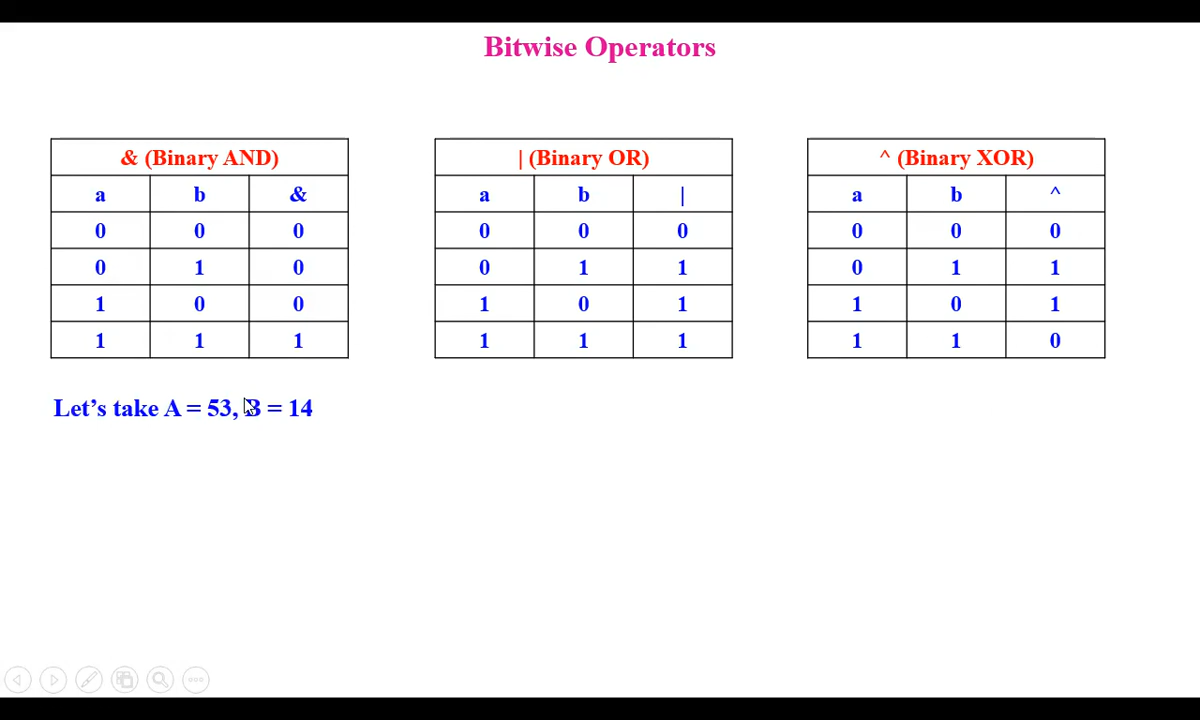 Bitwise Operators
& (Binary AND)
a b &
0 0 0
0 1 0
1 0 0
1 1 1
| (Binary OR)
a b |
0 0 0
0 1 1
1 0 1
1 1 1
^ (Binary XOR)
a b ^
0 0 0
0 1 1
1 0 1
1 1 0
Let's take A = 53, B = 14